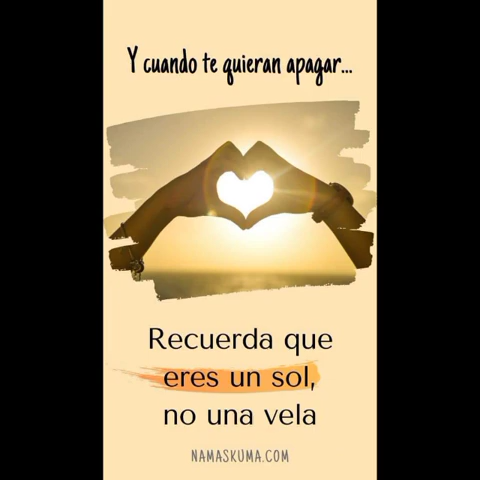 Y cuando te quieran apagar...
Recuerda que
eres un sol,
no una vela
NAMASKUMA.COM